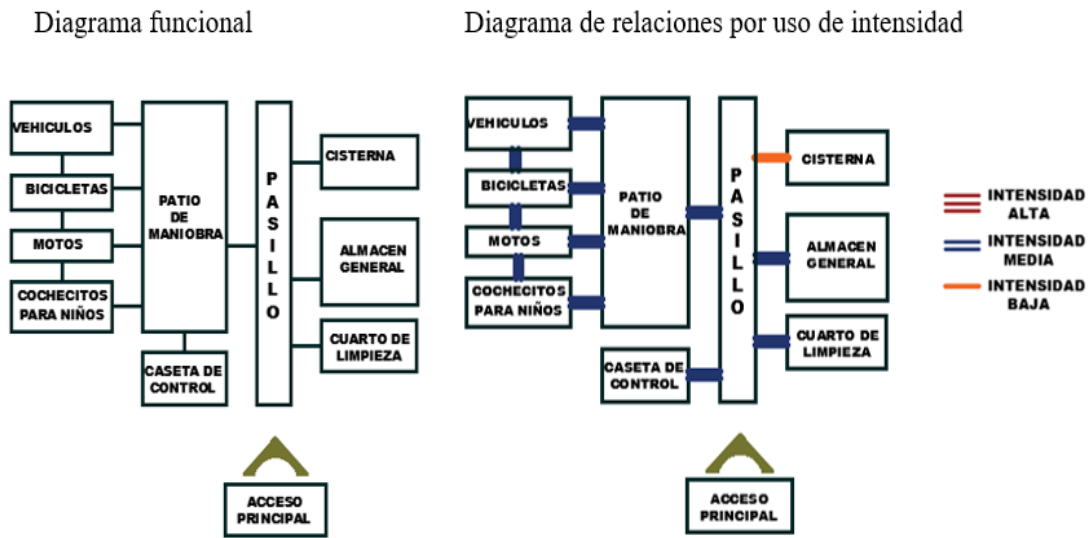 Diagrama funcional
VEHICULOS
BICICLETAS
MOTOS
COCHECITOS
PARA NIÑOS
PATIO
DE
MANIOBRA
CASETA DE
CONTROL
PASILLO
CISTERNA
ALMACEN
GENERAL
CUARTO DE
LIMPIEZA
ACCESO
PRINCIPAL
Diagrama de relaciones por uso de intensidad
VEHICULOS
BICICLETAS
MOTOS
COCHECITOS
PARA NIÑOS
PATIO
DE
MANIOBRA
CASETA DE
CONTROL
PASILLO
CISTERNA
ALMACEN
GENERAL
CUARTO DE
LIMPIEZA
ACCESO
PRINCIPAL
INTENSIDAD
ALTA
INTENSIDAD
MEDIA
INTENSIDAD
BAJA